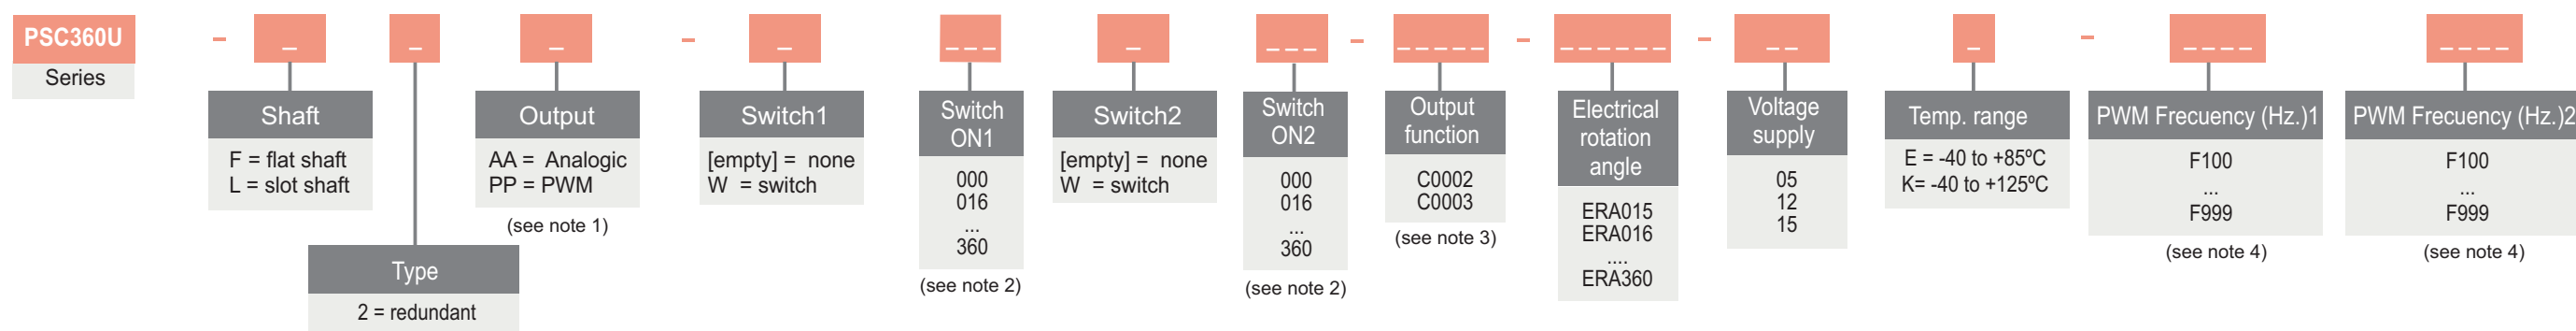 PSC360U - _ _ _ - _ _ _ _ _ _ _ _ - _ _ _ _ _ - _ _ _ _ _ _ - _ _ _ - _ _ _ _ _ _ _ _
Series
Shaft
F = flat shaft
L = slot shaft
Type
2 = redundant
Output
AA = Analogic
PP = PWM
(see note 1)
Switch1
[empty] = none
W = switch
Switch
ON1
000
016
...
360
(see note 2)
Switch2
[empty] = none
W = switch
Switch
ON2
000
016
...
360
(see note 2)
Output
function
C0002
C0003
(see note 3)
Electrical
rotation
angle
ERA015
ERA016
....
ERA360
Voltage
supply
05
12
15
Temp. range
E = -40 to +85ºC
K= -40 to +125ºC
PWM Frecuency (Hz.)1
F100
...
F999
(see note 4)
PWM Frecuency (Hz.)2
F100
...
F999
(see note 4)